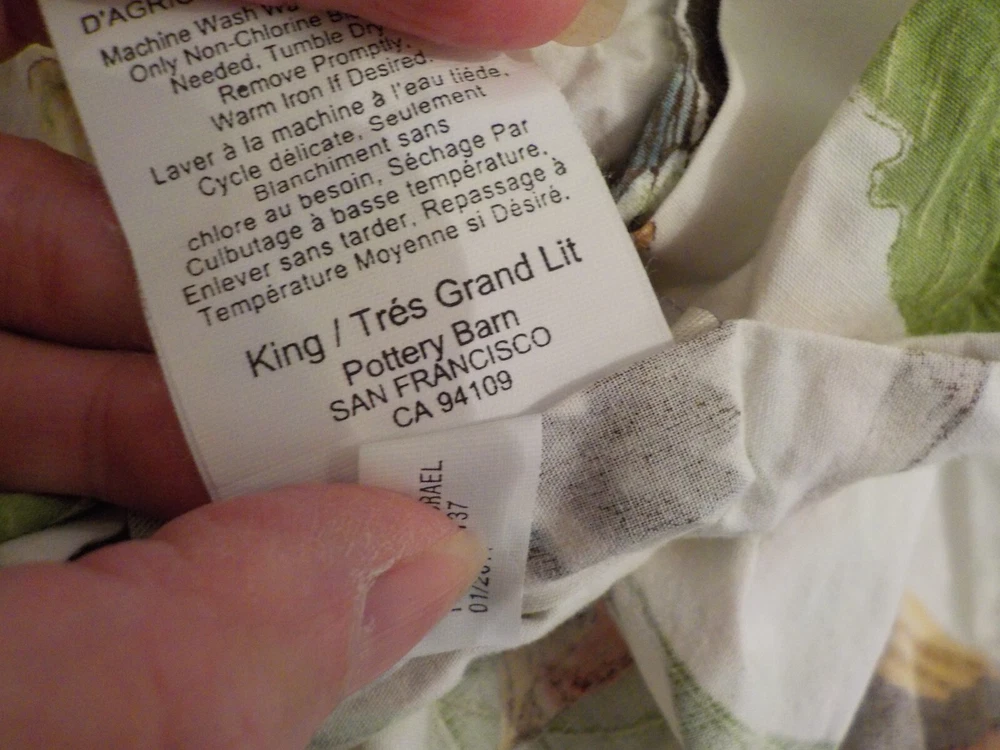 Machine Wash
Only Non-Chlorine
Needed, Tumble Dry
Remove Promptly.
Warm Iron If Desired.
Laver à la machine à l'eau tiéde,
Cycle délicate, Seulement
Blanchiment sans
chlore au besoin, Séchage Par
Culbutage à basse température,
Enlever sans tarder, Repassage à
Température Moyenne si Désiré.
King / Trés Grand Lit
Pottery Barn
SAN FRANCISCO
CA 94109